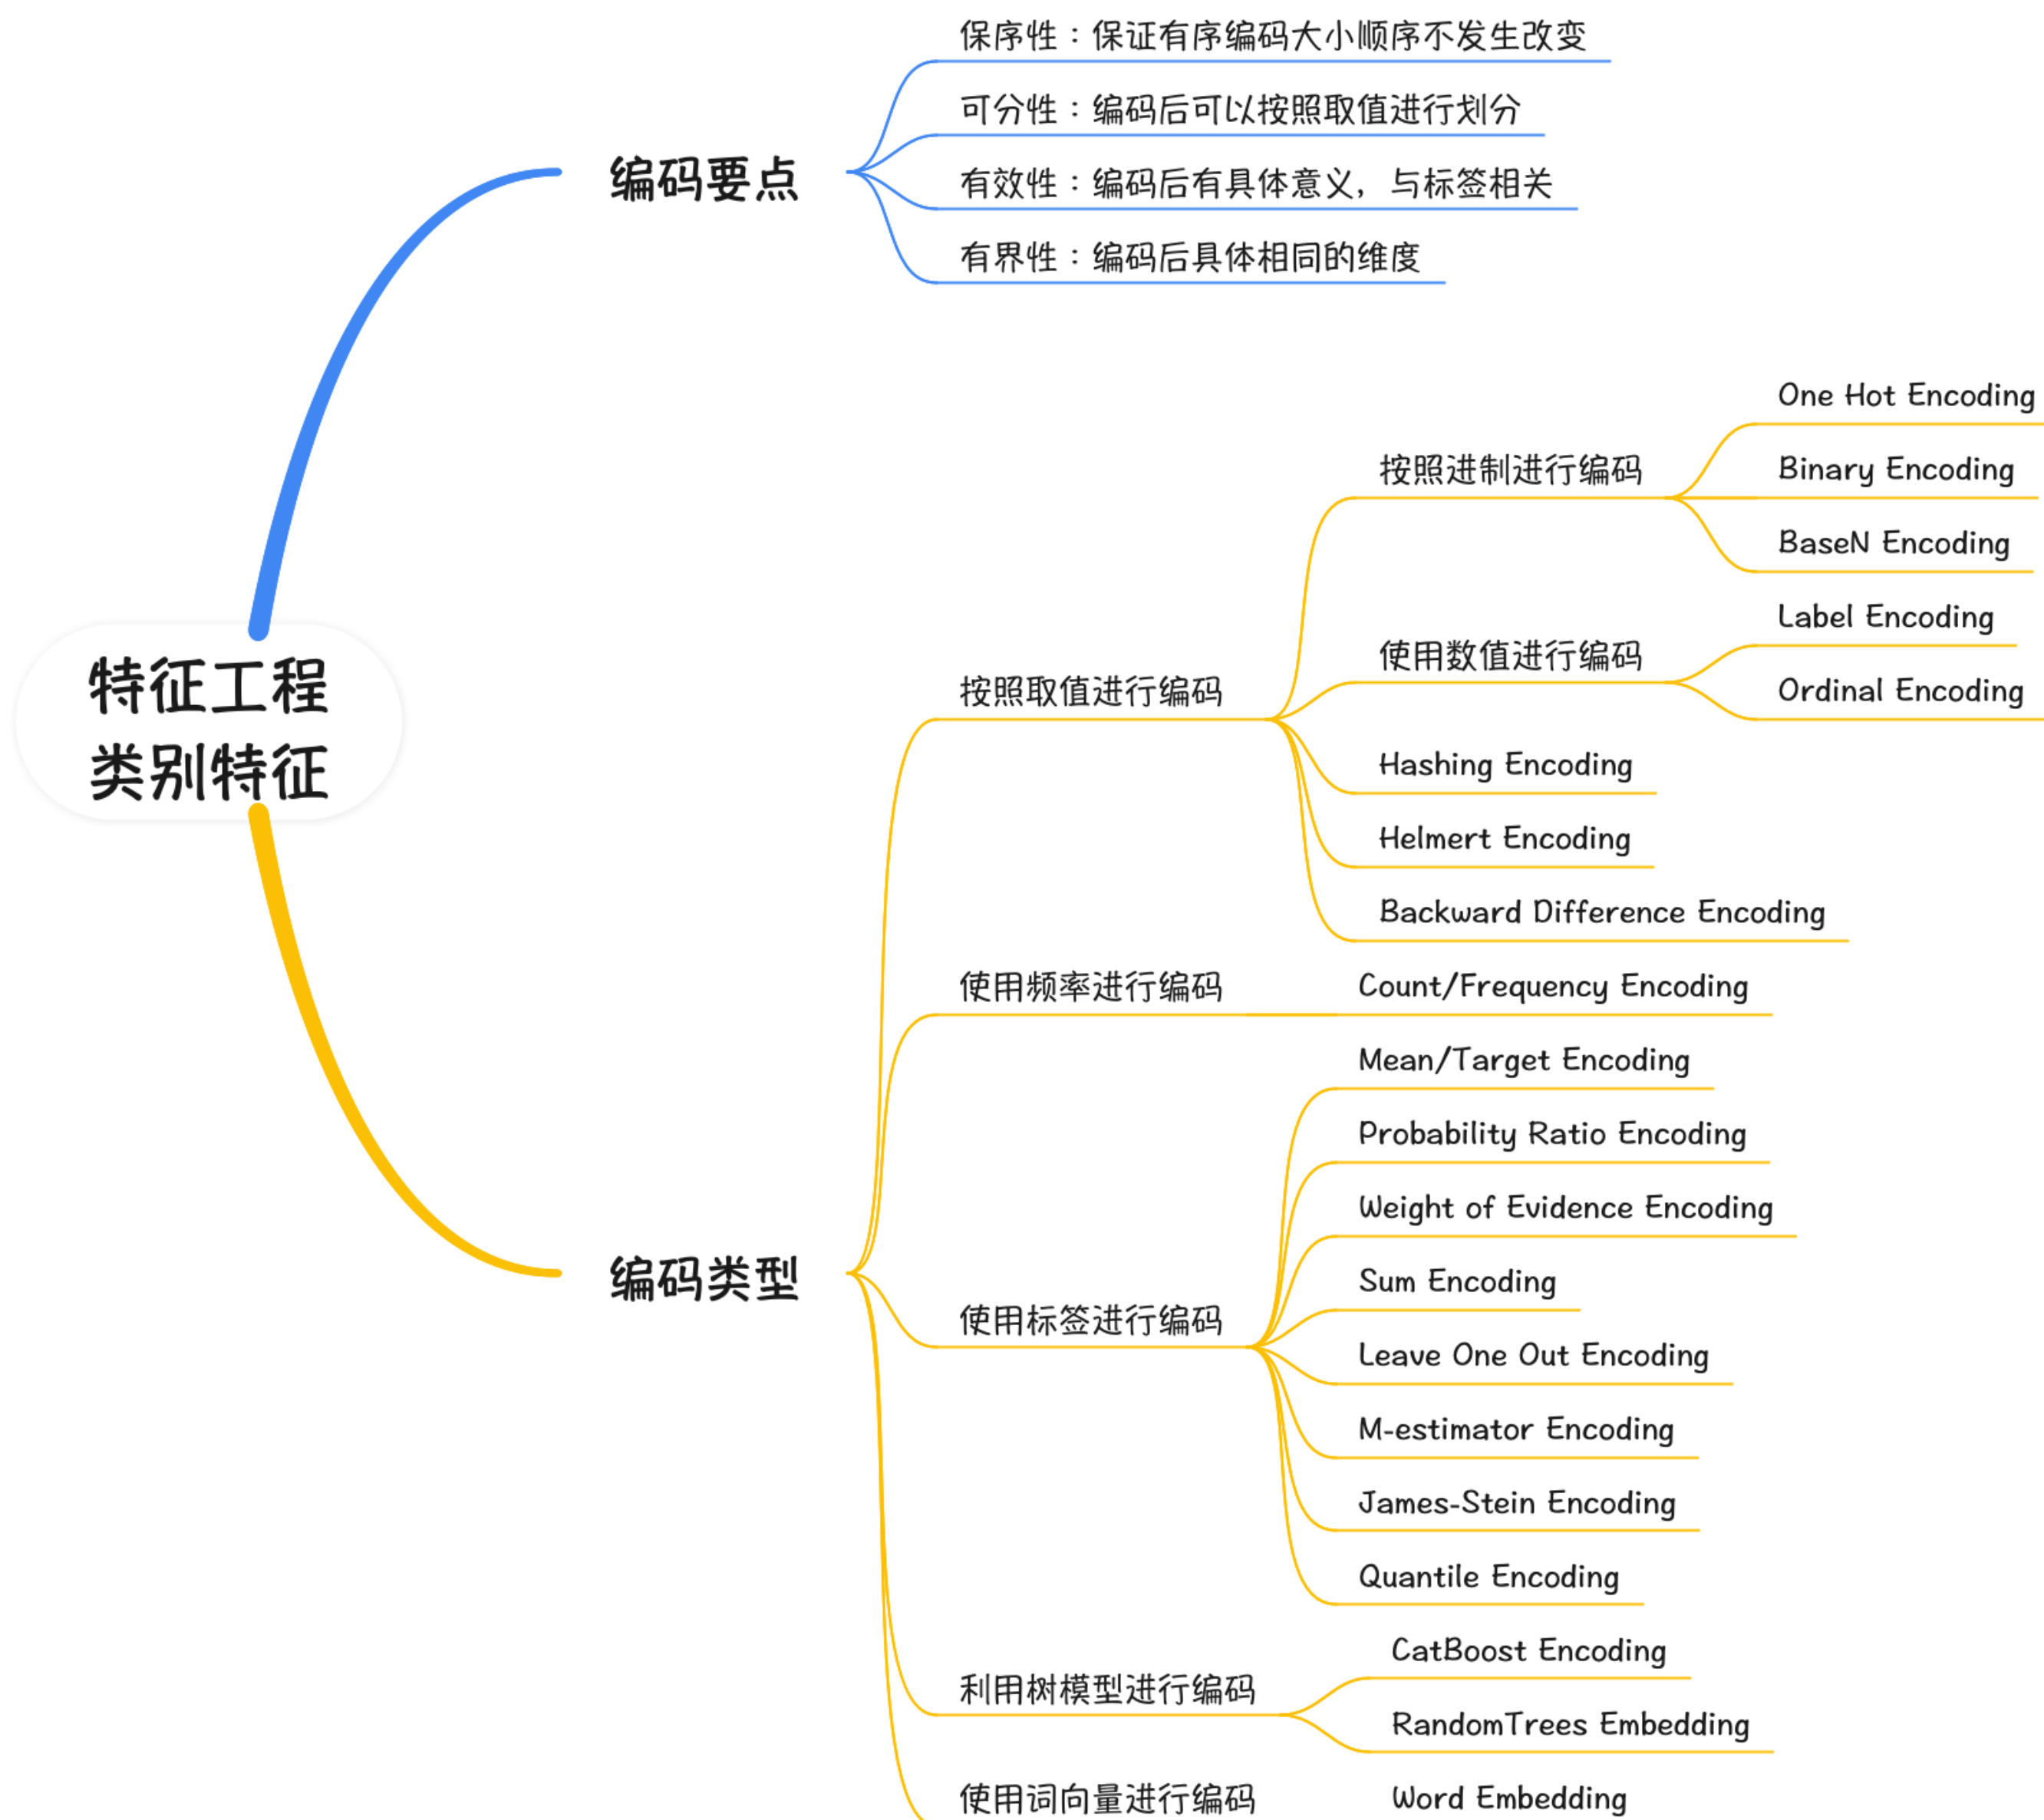 特征工程
类别特征
编码要点
保序性：保证有序编码大小顺序不发生改变
可分性：编码后可以按照取值进行划分
有效性：编码后有具体意义，与标签相关
有界性：编码后具体相同的维度
编码类型
按照取值进行编码
按照进制进行编码
One Hot Encoding
Binary Encoding
BaseN Encoding
使用数值进行编码
Label Encoding
Ordinal Encoding
Hashing Encoding
Helmert Encoding
Backward Difference Encoding
使用频率进行编码
Count/Frequency Encoding
使用标签进行编码
Mean/Target Encoding
Probability Ratio Encoding
Weight of Evidence Encoding
Sum Encoding
Leave One Out Encoding
M-estimator Encoding
James-Stein Encoding
Quantile Encoding
利用树模型进行编码
CatBoost Encoding
RandomTrees Embedding
使用词向量进行编码
Word Embedding